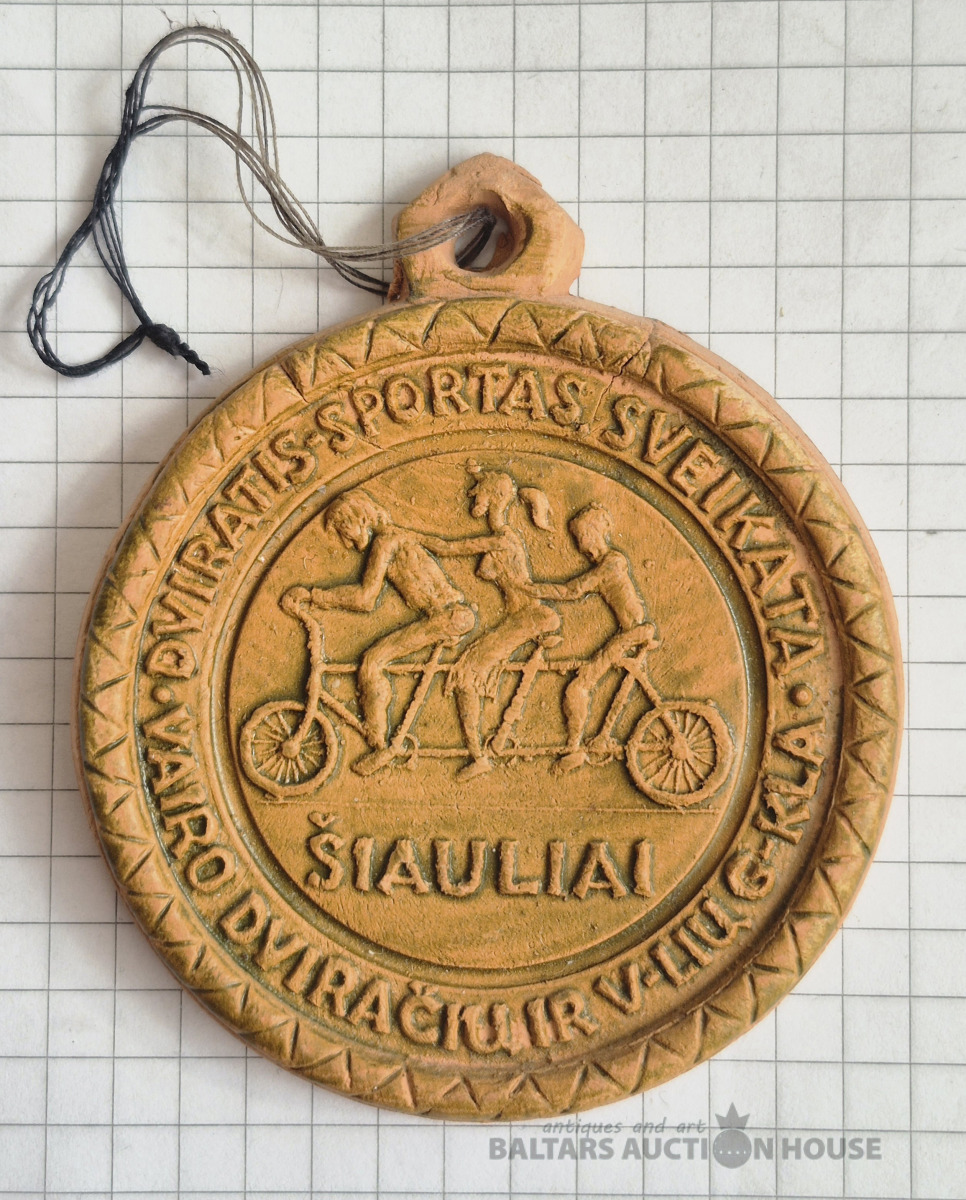 DVIRATIS-SPORTAS SVEIKATA
VAIRO DVIRAČIŲ IR V-LIŲ G-KLA
ŠIAULIAI
antiques and art
BALTARS AUCTION HOUSE